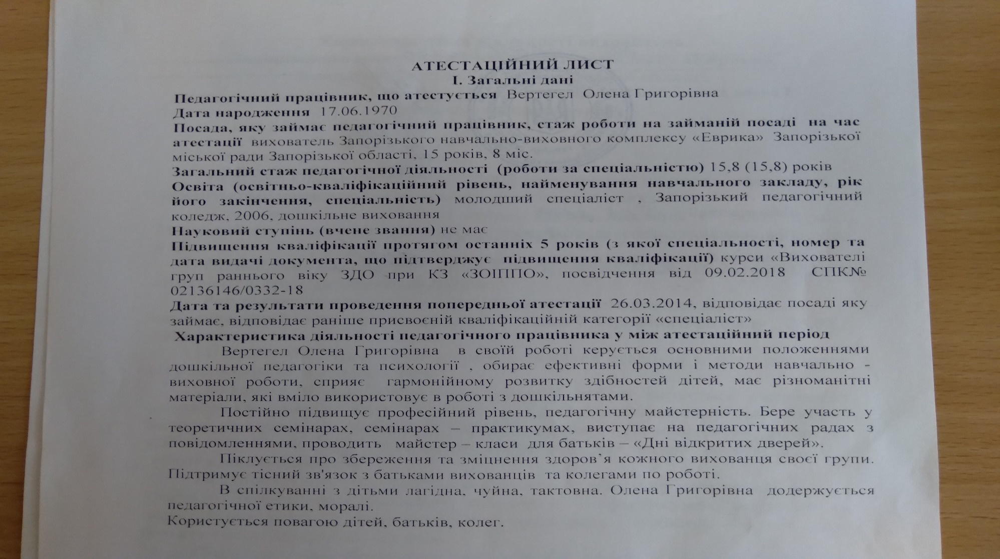 АТЕСТАЦІЙНИЙ ЛИСТ
І. Загальні дані
Педагогічний працівник, що атестується Вертегел Олена Григорівна
Дата народження 17.06.1970
Посада, яку займає педагогічний працівник, стаж роботи на займаній посаді на час
атестації вихователь Запорізького навчально-виховного комплексу «Еврика» Запорізької
міської ради Запорізької області, 15 років, 8 міс.
Загальний стаж педагогічної діяльності (роботи за спеціальністю) 15,8 (15,8) років
Освіта (освітньо-кваліфікаційний рівень, найменування навчального закладу, рік
його закінчення, спеціальність) молодший спеціаліст , Запорізький педагогічний
коледж, 2006, дошкільне виховання
Науковий ступінь (вчене звання) не має
Підвищення кваліфікації протягом останніх 5 років (з якої спеціальності, номер та
дата видачі документа, що підтверджує підвищення кваліфікації) курси «Вихователі
груп раннього віку ЗДО при КЗ «ЗОІППО», посвідчення від 09.02.2018 СПК№
02136146/0332-18
Дата та результати проведення попередньої атестації 26.03.2014, відповідає посаді яку
займає, відповідає раніше присвоєній кваліфікаційній категорії «спеціаліст»
Характеристика діяльності педагогічного працівника у між атестаційний період
Вертегел Олена Григорівна в своїй роботі керується основними положеннями
дошкільної педагогіки та психології , обирає ефективні форми і методи навчально -
виховної роботи, сприяє гармонійному розвитку здібностей дітей, має різноманітні
матеріали, які вміло використовує в роботі з дошкільнятами.
Постійно підвищує професійний рівень, педагогічну майстерність. Бере участь у
теоретичних семінарах, семінарах – практикумах, виступає на педагогічних радах з
повідомленнями, проводить майстер – класи для батьків – «Дні відкритих дверей».
Піклується про збереження та зміцнення здоров’я кожного вихованця своєї групи.
Підтримує тісний зв'язок з батьками вихованців та колегами по роботі.
В спілкуванні з дітьми лагідна, чуйна, тактовна. Олена Григорівна додержується
педагогічної етики, моралі.
Користується повагою дітей, батьків, колег.